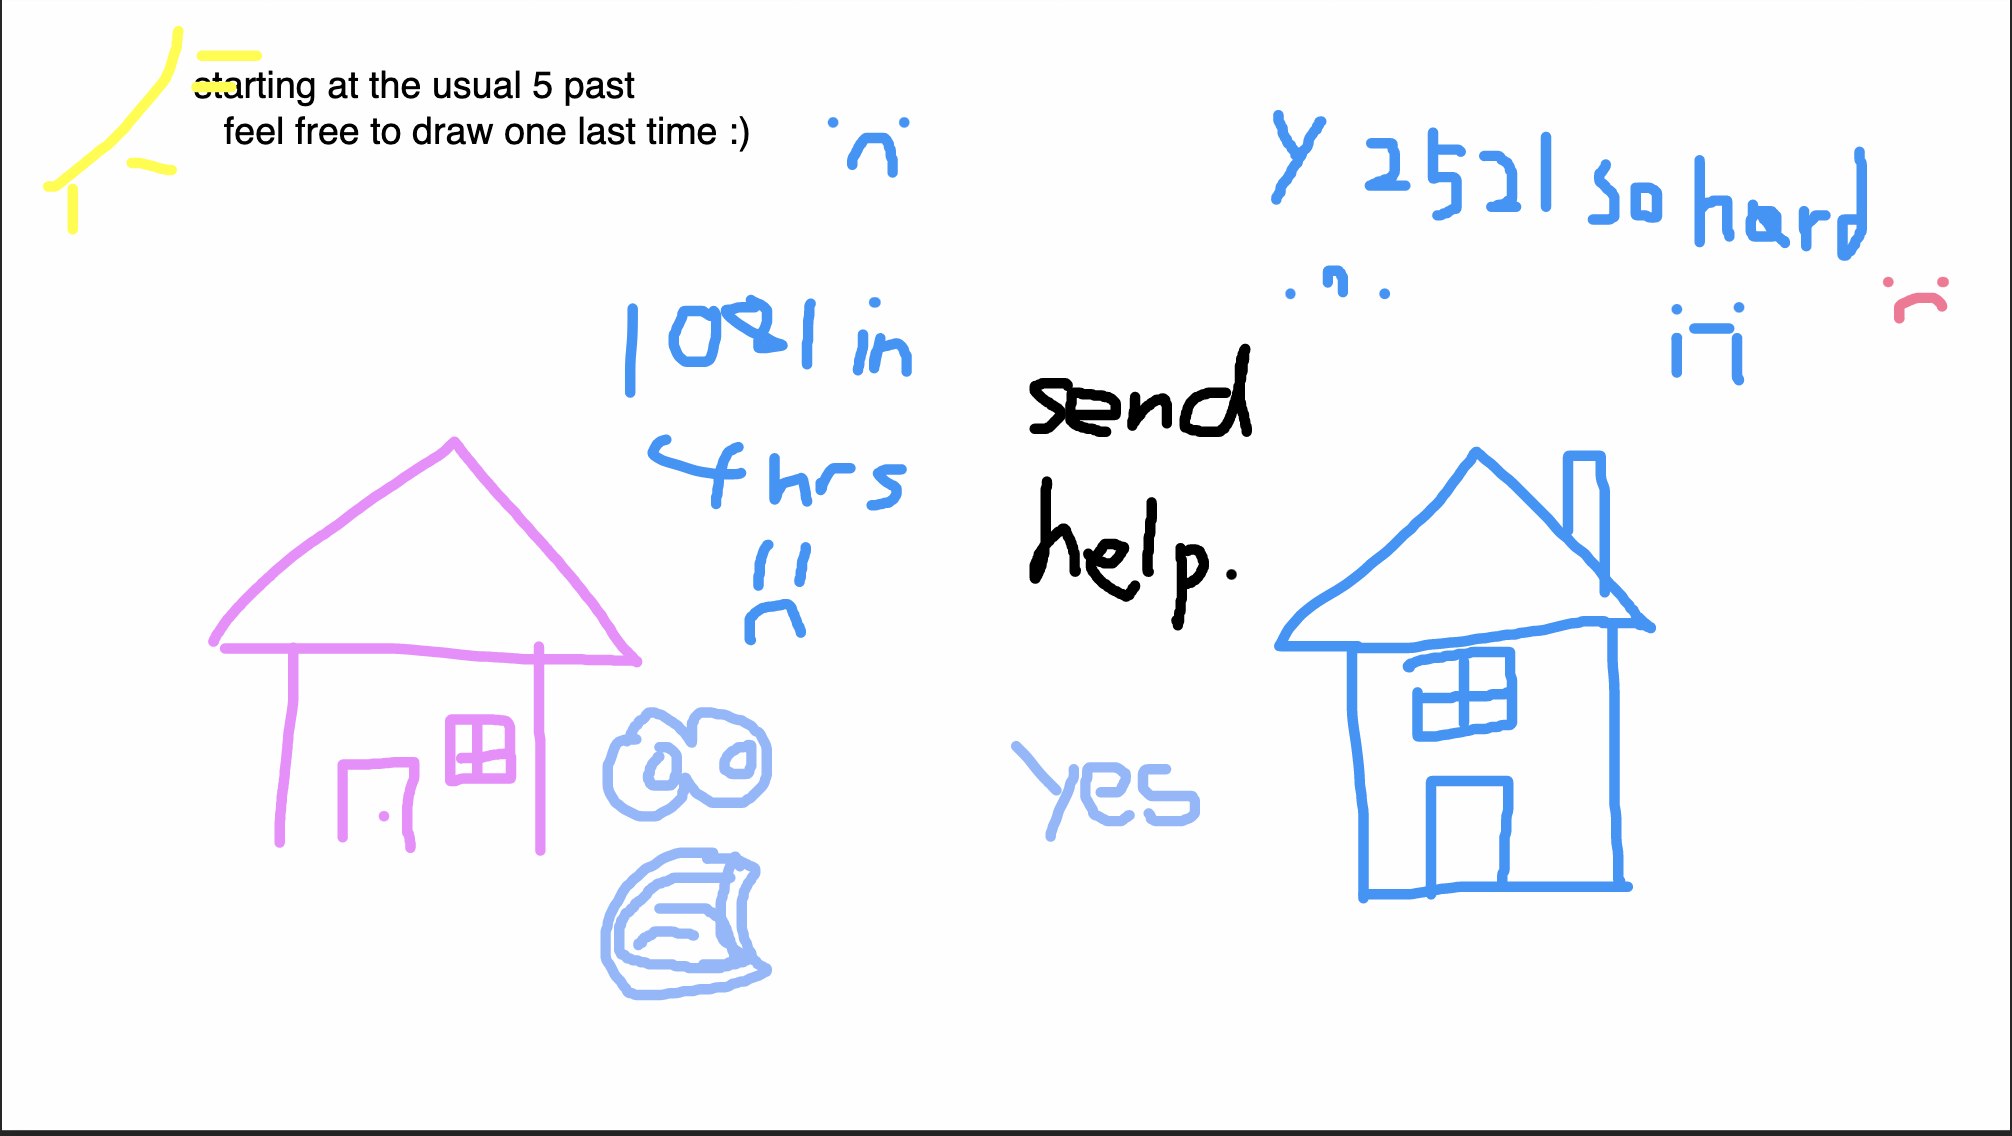 starting at the usual 5 past
feel free to draw one last time :)
y 2521 so hard
1081 in
4 hrs
send
help.
yes